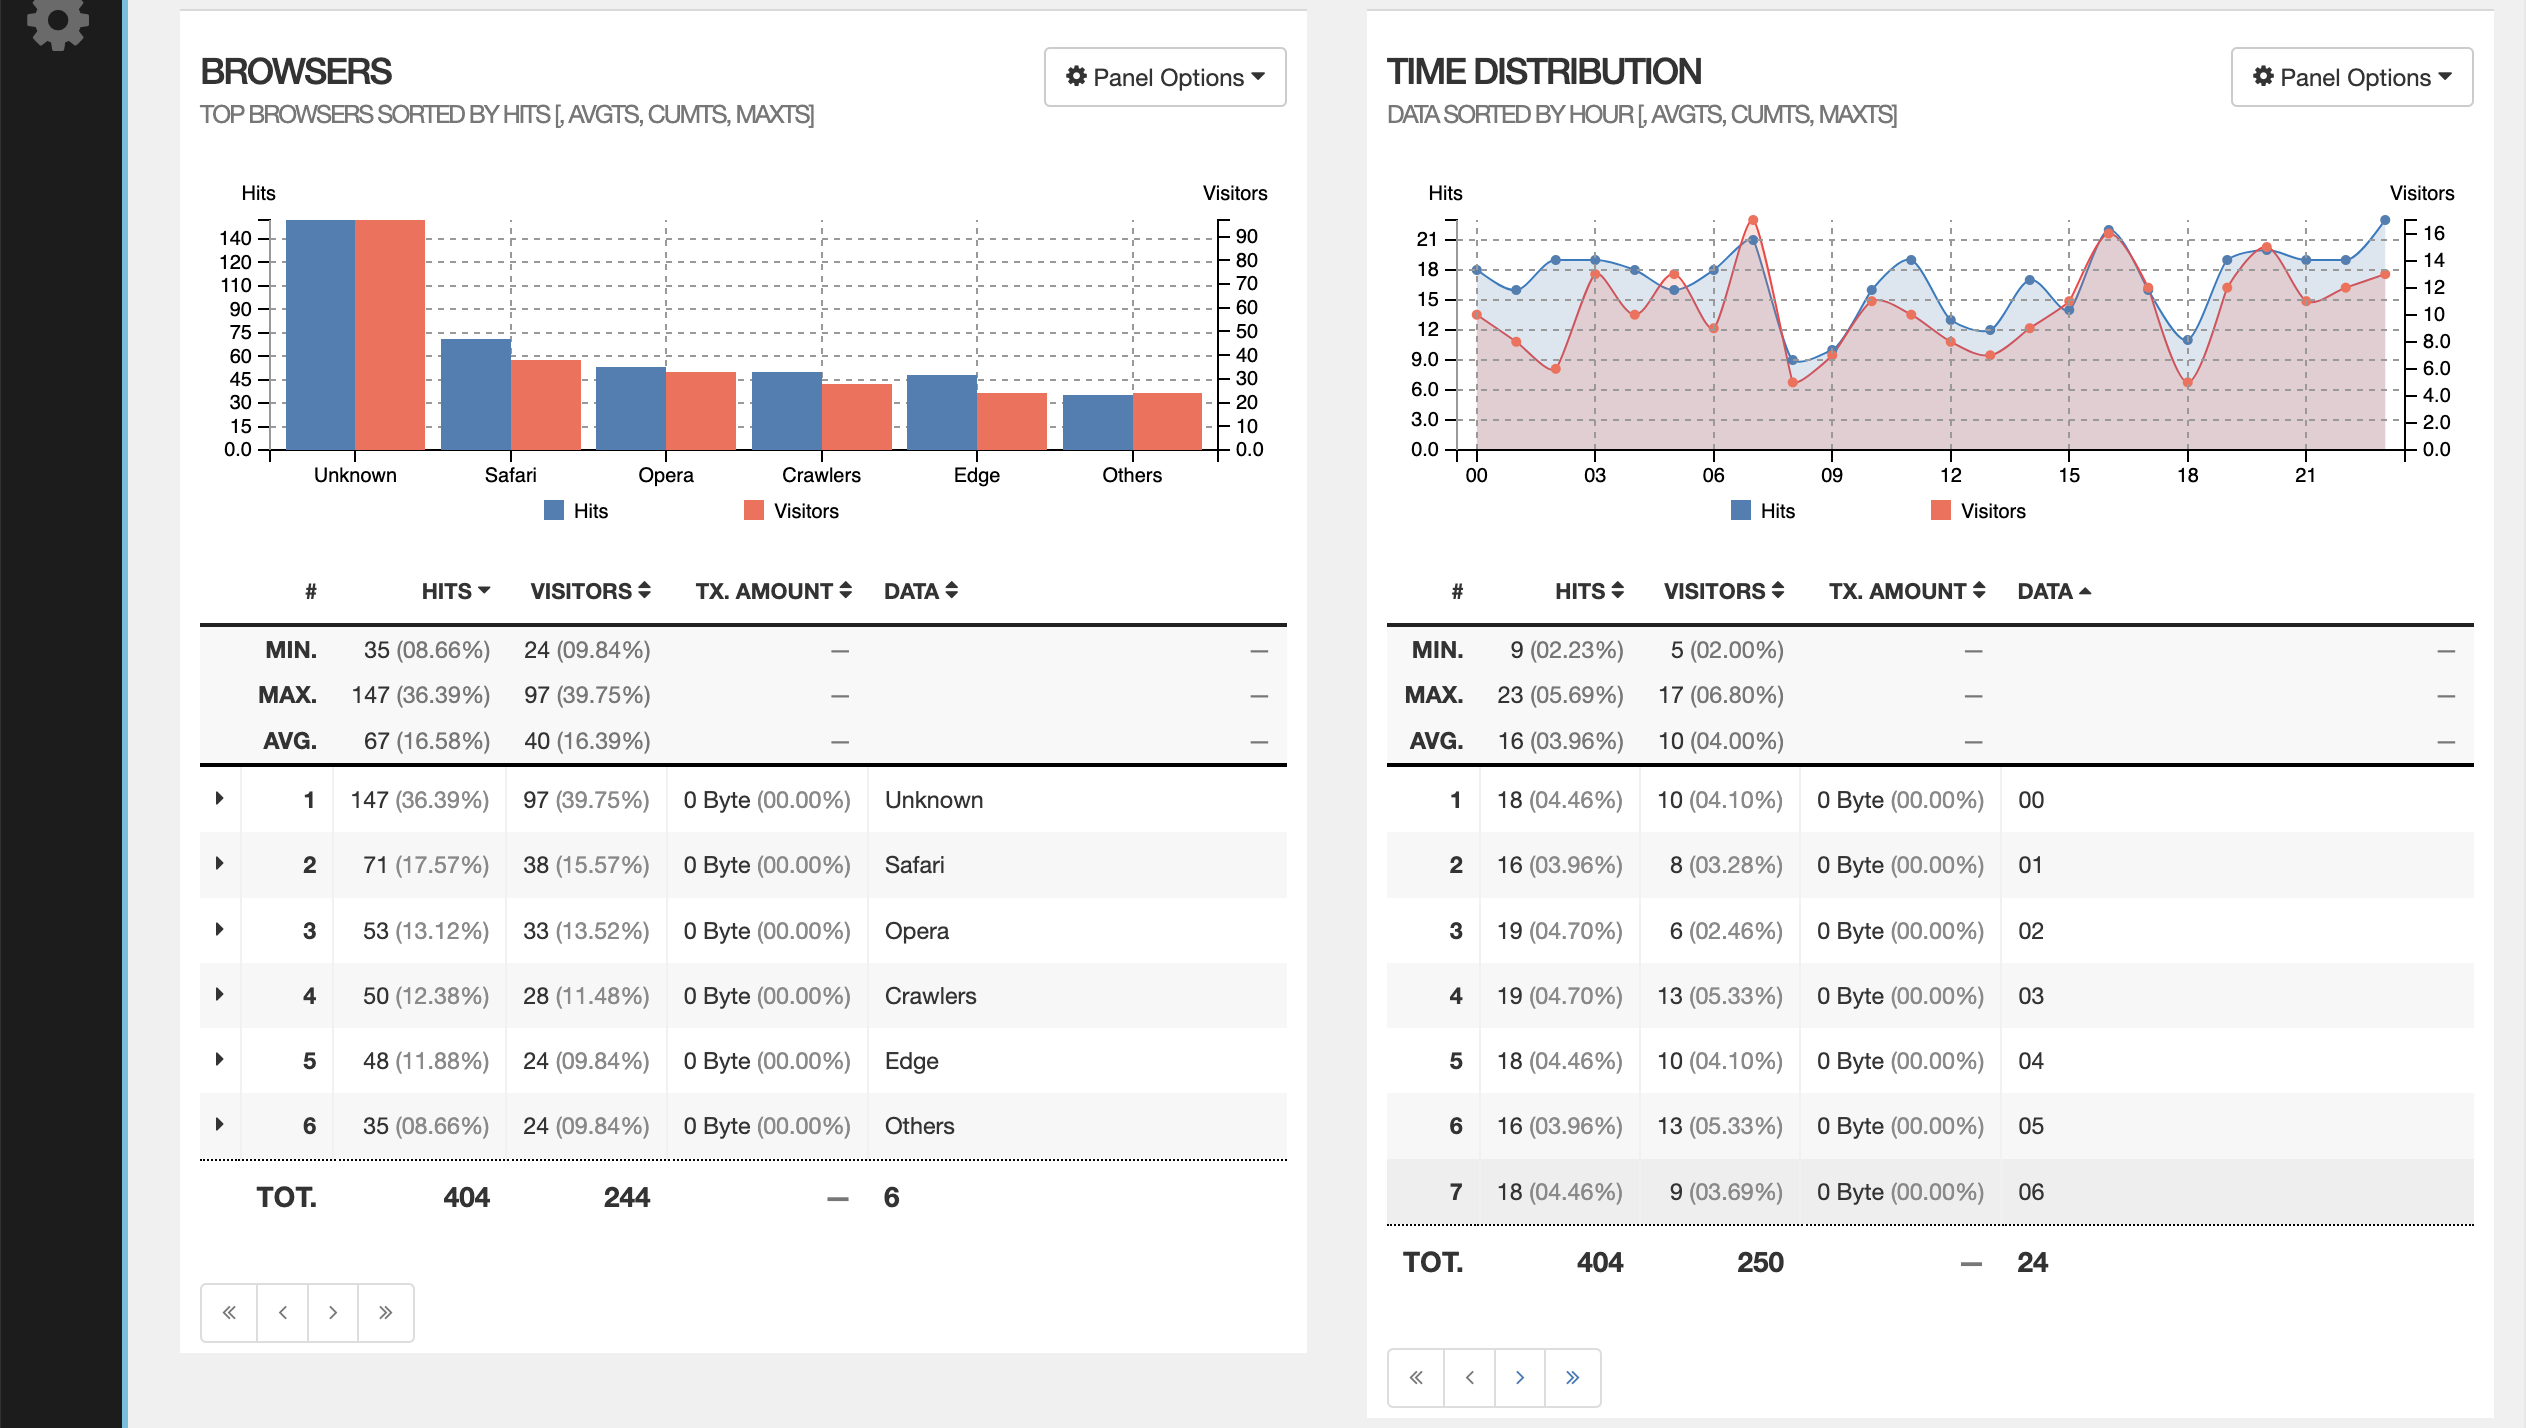 BROWSERS
Panel Options
TOP BROWSERS SORTED BY HITS [, AVGTS, CUMTS, MAXTS]
Hits
Visitors
140
120
110
90
75
60
45
30
15
0.0
90
80
70
60
50
40
30
20
10
0.0
Unknown Safari Opera Crawlers Edge Others
Hits Visitors
# HITS VISITORS TX. AMOUNT DATA
MIN. 35 (08.66%) 24 (09.84%) — —
MAX. 147 (36.39%) 97 (39.75%) — —
AVG. 67 (16.58%) 40 (16.39%) — —
1 147 (36.39%) 97 (39.75%) 0 Byte (00.00%) Unknown
2 71 (17.57%) 38 (15.57%) 0 Byte (00.00%) Safari
3 53 (13.12%) 33 (13.52%) 0 Byte (00.00%) Opera
4 50 (12.38%) 28 (11.48%) 0 Byte (00.00%) Crawlers
5 48 (11.88%) 24 (09.84%) 0 Byte (00.00%) Edge
6 35 (08.66%) 24 (09.84%) 0 Byte (00.00%) Others
TOT. 404 244 — 6
« ‹ › »
TIME DISTRIBUTION
Panel Options
DATA SORTED BY HOUR [, AVGTS, CUMTS, MAXTS]
Hits
Visitors
21
18
15
12
9.0
6.0
3.0
0.0
16
14
12
10
8.0
6.0
4.0
2.0
0.0
00 03 06 09 12 15 18 21
Hits Visitors
# HITS VISITORS TX. AMOUNT DATA
MIN. 9 (02.23%) 5 (02.00%) — —
MAX. 23 (05.69%) 17 (06.80%) — —
AVG. 16 (03.96%) 10 (04.00%) — —
1 18 (04.46%) 10 (04.10%) 0 Byte (00.00%) 00
2 16 (03.96%) 8 (03.28%) 0 Byte (00.00%) 01
3 19 (04.70%) 6 (02.46%) 0 Byte (00.00%) 02
4 19 (04.70%) 13 (05.33%) 0 Byte (00.00%) 03
5 18 (04.46%) 10 (04.10%) 0 Byte (00.00%) 04
6 16 (03.96%) 13 (05.33%) 0 Byte (00.00%) 05
7 18 (04.46%) 9 (03.69%) 0 Byte (00.00%) 06
TOT. 404 250 — 24
« ‹ › »